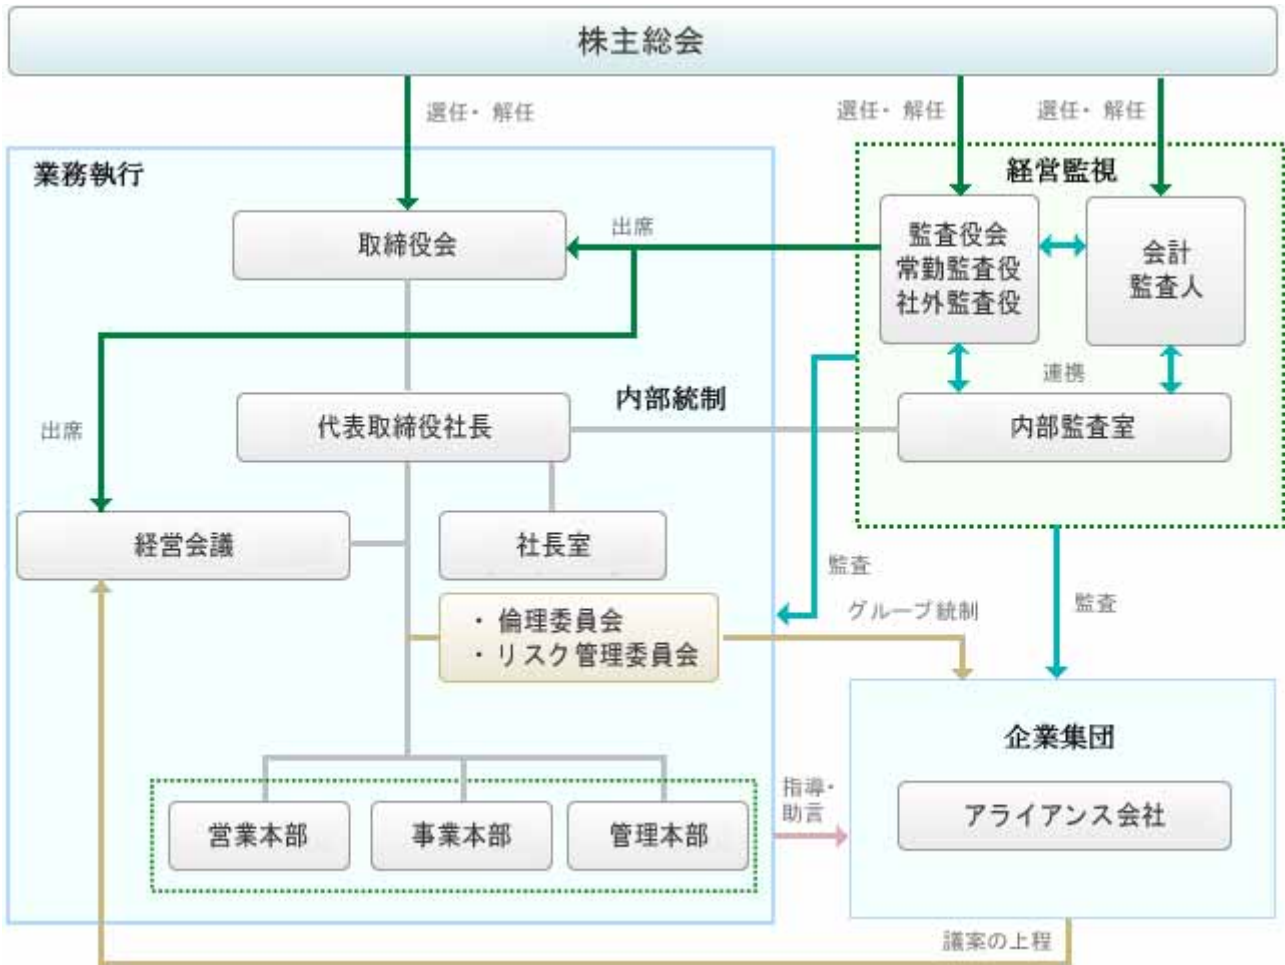 株主総会
選任・解任
選任・解任
選任・解任
業務執行
経営監視
取締役会
出席
監査役会
常勤監査役
社外監査役
会計
監査人
連携
内部統制
代表取締役社長
内部監査室
出席
経営会議
社長室
監査
グループ統制
監査
・倫理委員会
・リスク管理委員会
企業集団
指導・
助言
アライアンス会社
営業本部
事業本部
管理本部
議案の上程